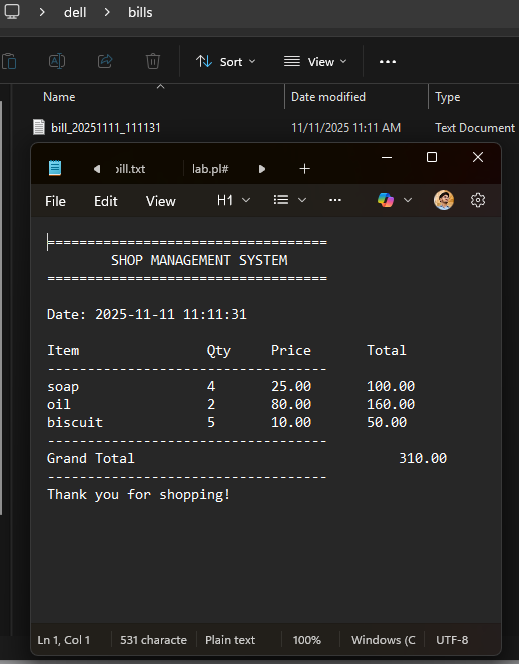 dell > bills
Sort View ...
Name Date modified Type
bill_20251111_111131 11/11/2025 11:11 AM Text Document
bill.txt lab.pl# +
File Edit View H1 ...
===================================
SHOP MANAGEMENT SYSTEM
===================================
Date: 2025-11-11 11:11:31
Item Qty Price Total
-----------------------------------
soap 4 25.00 100.00
oil 2 80.00 160.00
biscuit 5 10.00 50.00
-----------------------------------
Grand Total 310.00
-----------------------------------
Thank you for shopping!
Ln 1, Col 1 531 characte Plain text 100% Windows (C UTF-8